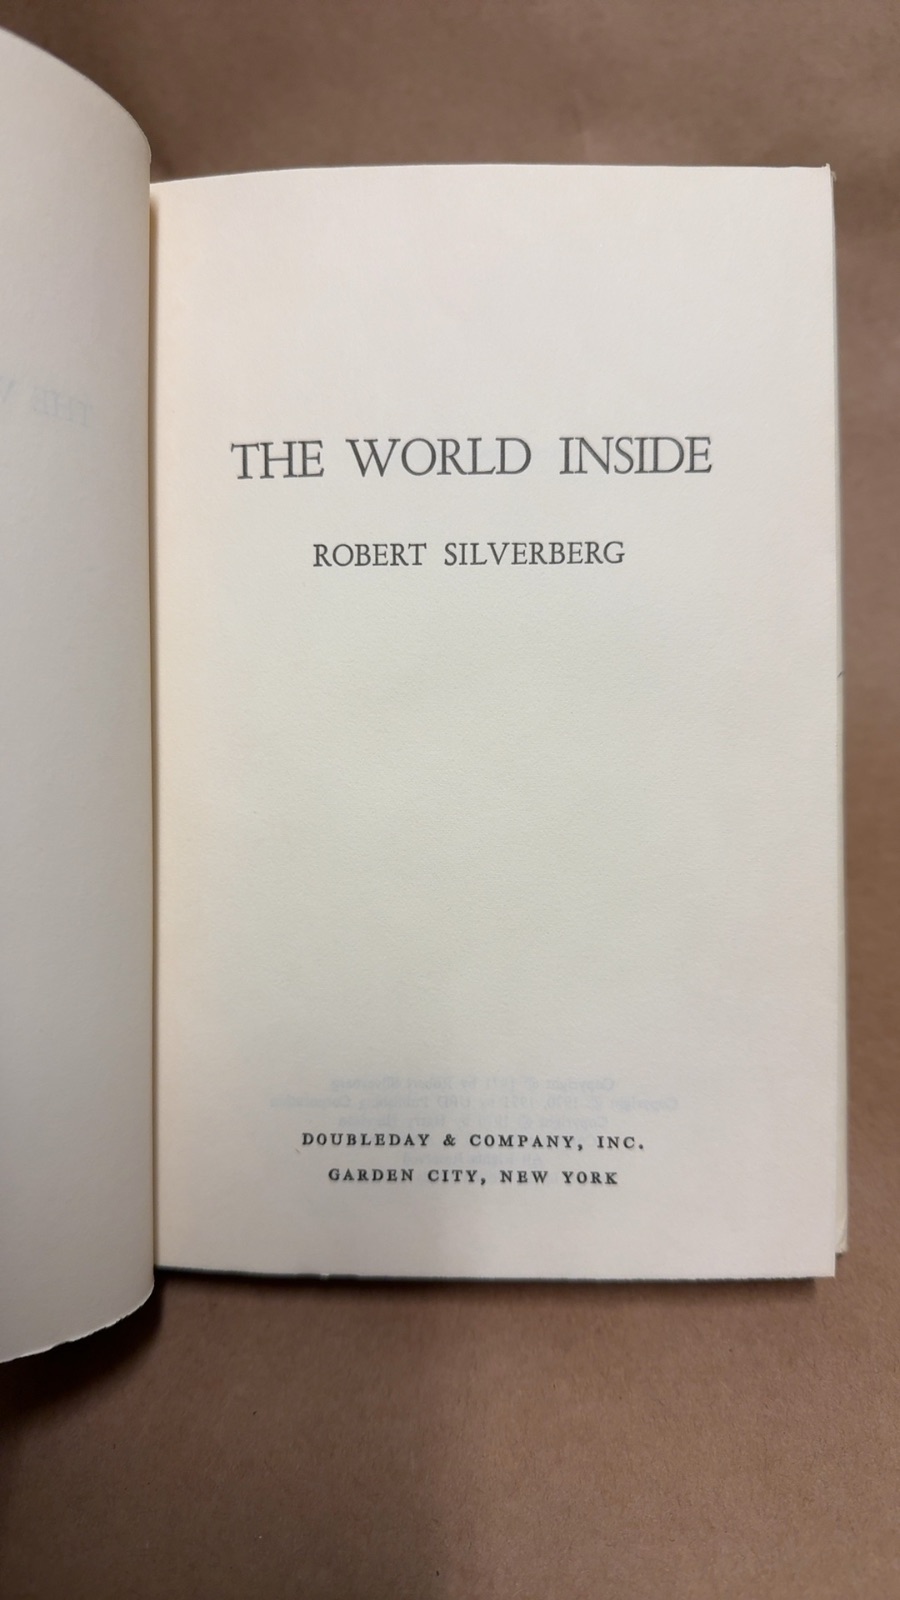 THE WORLD INSIDE
ROBERT SILVERBERG
DOUBLEDAY & COMPANY, INC.
GARDEN CITY, NEW YORK